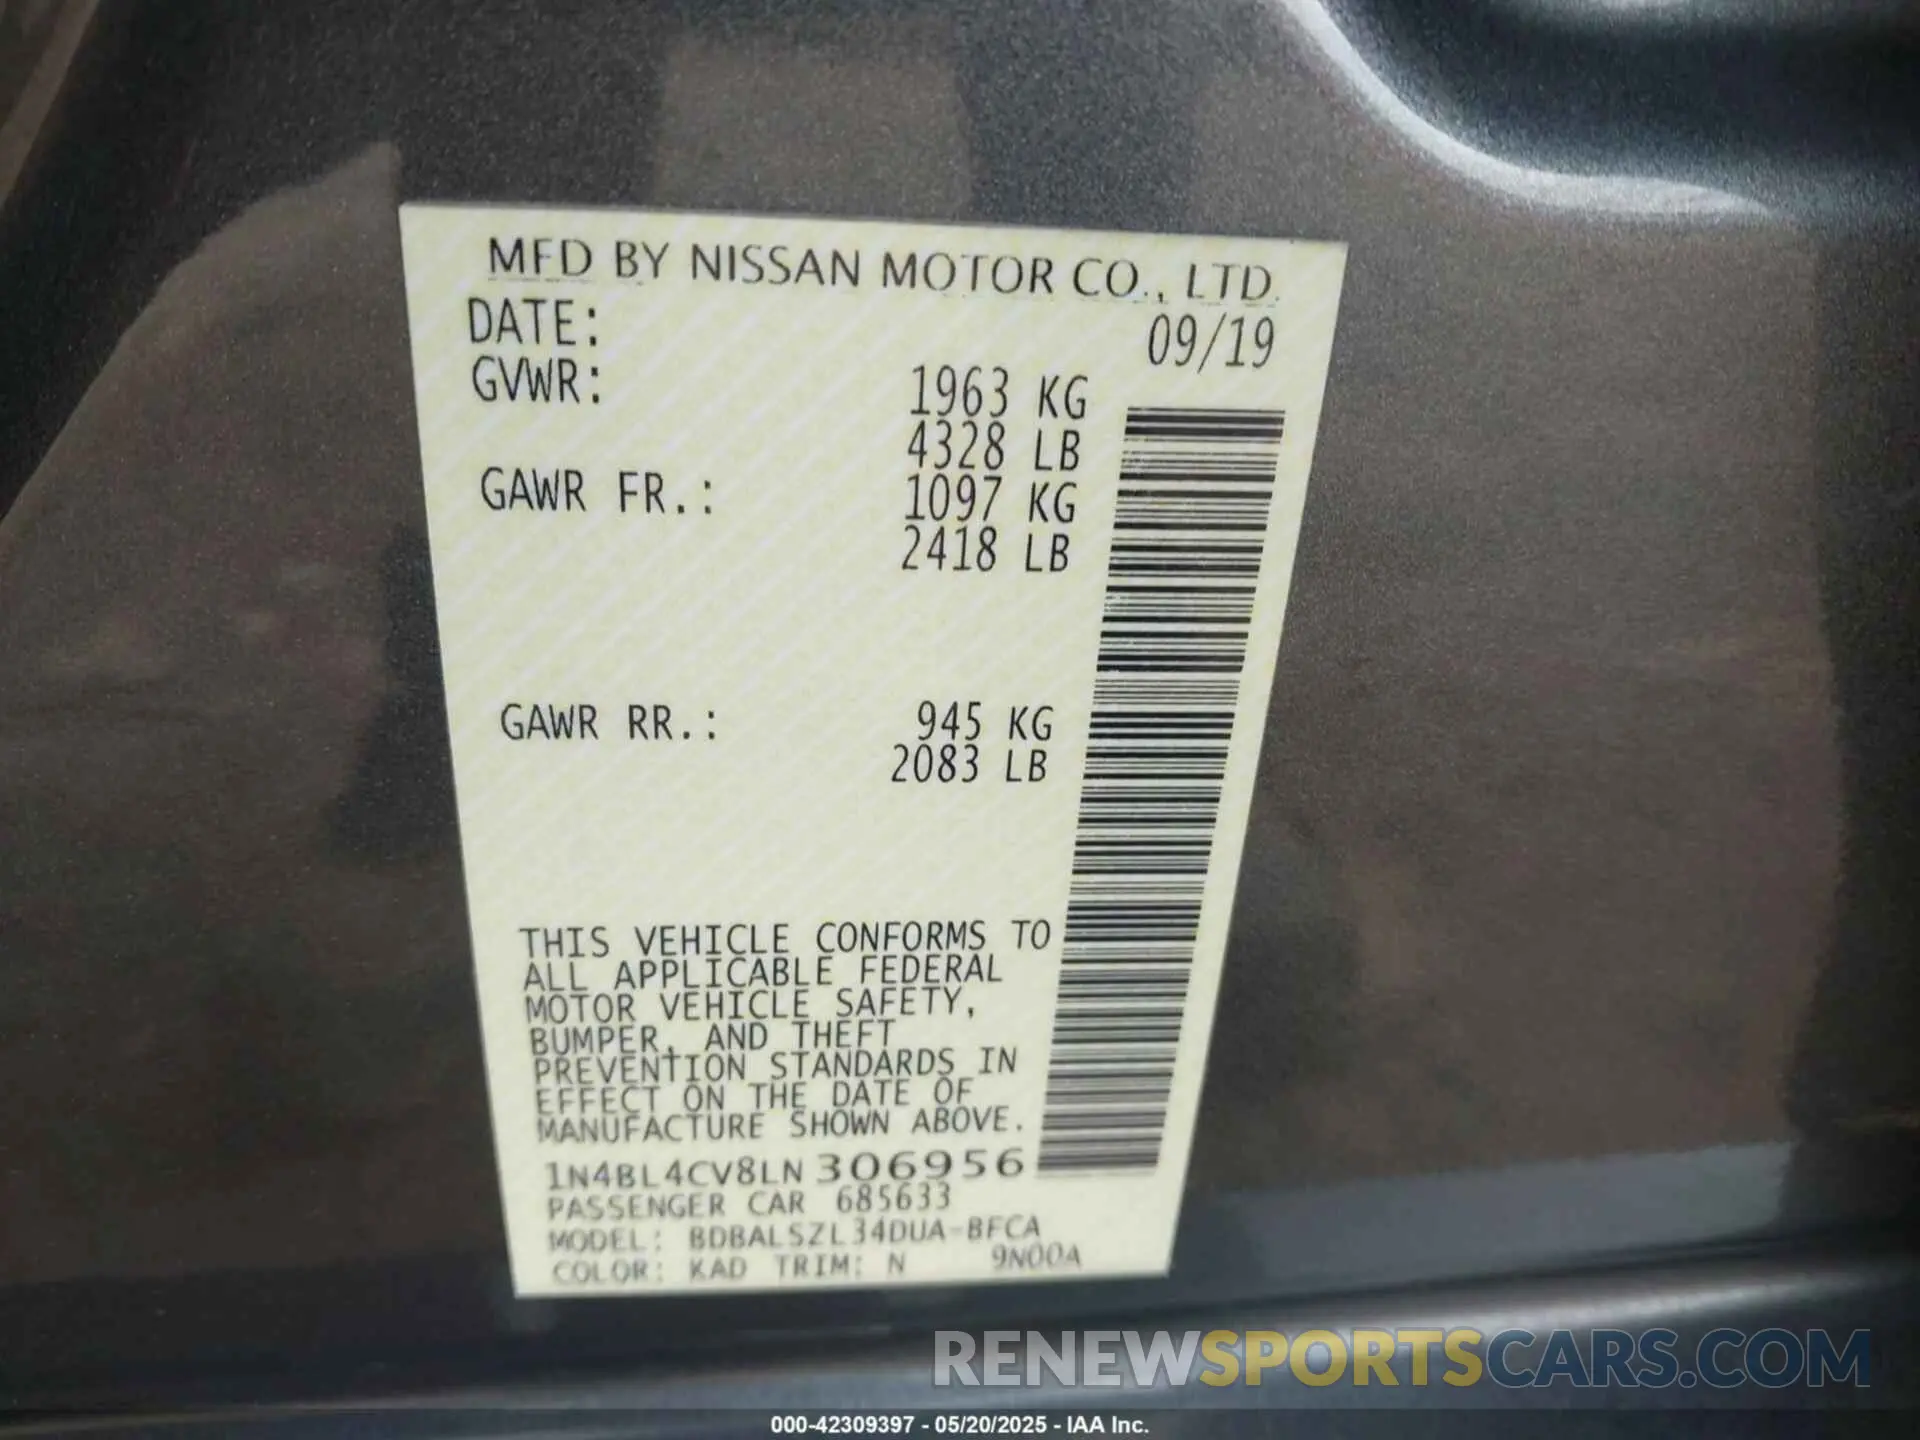 MFD BY NISSAN MOTOR CO., LTD.
DATE: 09/19
GVWR: 1963 KG
4328 LB
GAWR FR.: 1097 KG
2418 LB
GAWR RR.: 945 KG
2083 LB
THIS VEHICLE CONFORMS TO
ALL APPLICABLE FEDERAL
MOTOR VEHICLE SAFETY,
BUMPER, AND THEFT
PREVENTION STANDARDS IN
EFFECT ON THE DATE OF
MANUFACTURE SHOWN ABOVE.
1N4BL4CV8LN306956
PASSENGER CAR 685633
MODEL: BDBALSZL34DUA-BFCA
COLOR: KAD TRIM: N 9N00A
RENEWSPORTSCARS.COM
000-42309397 - 05/20/2025 - IAA Inc.